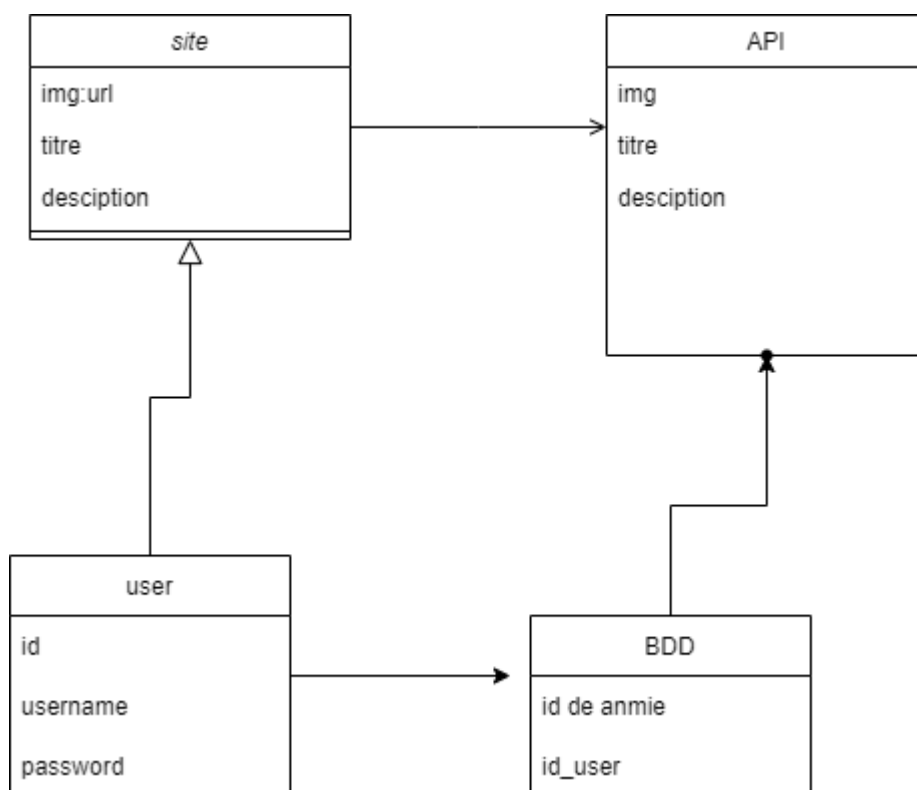 site
img:url
titre
desciption
API
img
titre
desciption
user
id
username
password
BDD
id de anmie
id_user